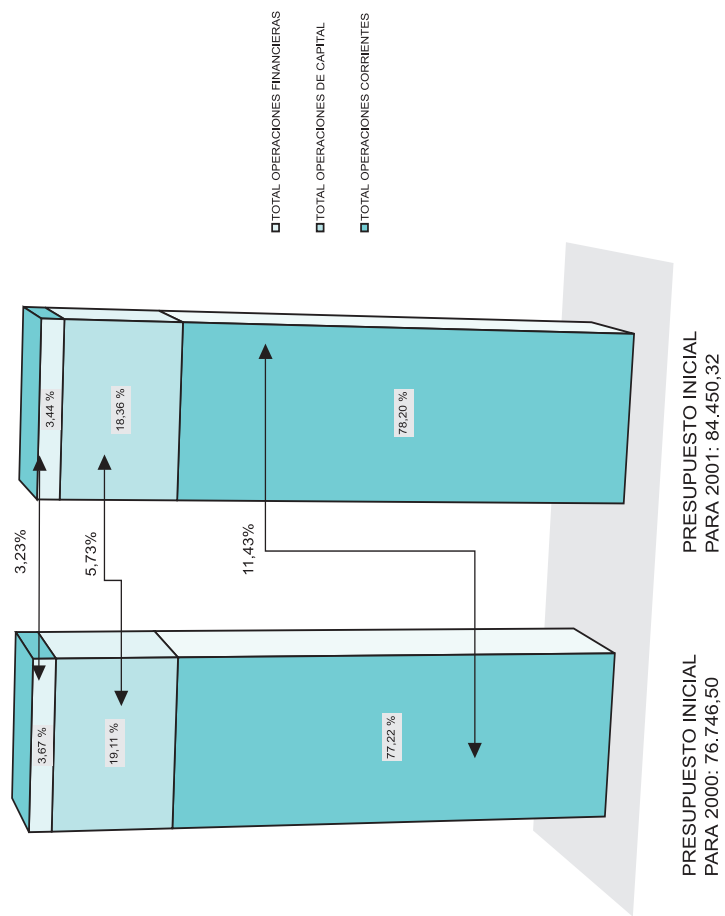 TOTAL OPERACIONES FINANCIERAS
TOTAL OPERACIONES DE CAPITAL
TOTAL OPERACIONES CORRIENTES
3,23%
5,73%
11,43%
3,67 %
19,11 %
77,22 %
3,44 %
18,36 %
78,20 %
PRESUPUESTO INICIAL
PARA 2000: 76.746,50
PRESUPUESTO INICIAL
PARA 2001: 84.450,32